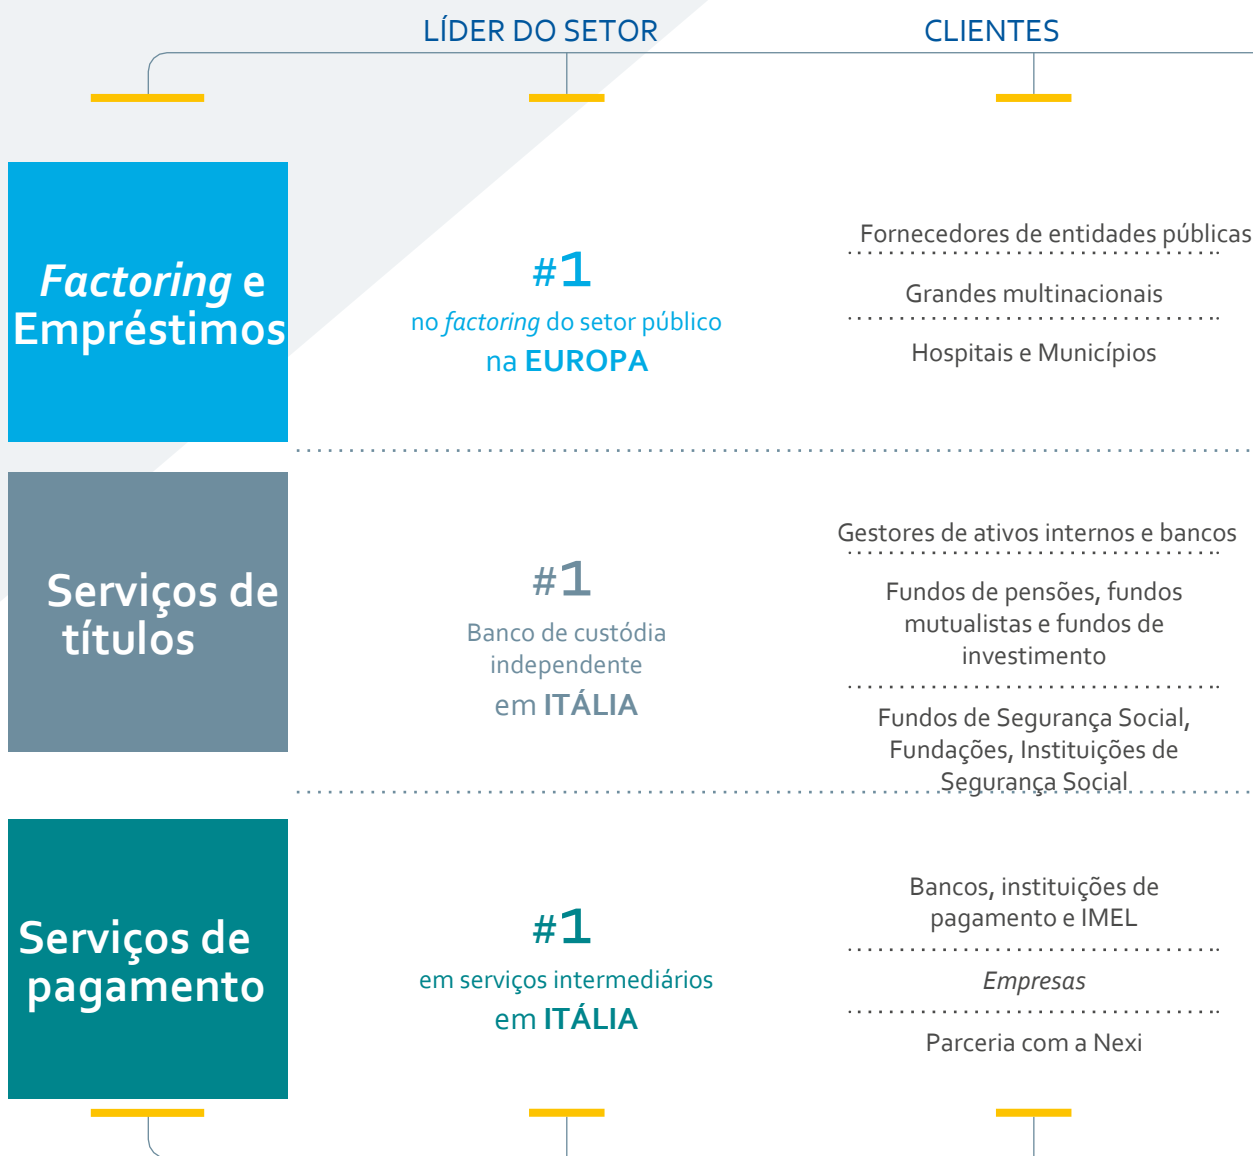 LÍDER DO SETOR
CLIENTES
Factoring e
Empréstimos
#1
no factoring do setor público
na EUROPA
Fornecedores de entidades públicas
Grandes multinacionais
Hospitais e Municípios
Serviços de
títulos
#1
Banco de custódia
independente
em ITÁLIA
Gestores de ativos internos e bancos
Fundos de pensões, fundos
mutualistas e fundos de
investimento
Fundos de Segurança Social,
Fundações, Instituições de
Segurança Social
Serviços de
pagamento
#1
em serviços intermediários
em ITÁLIA
Bancos, instituições de
pagamento e IMEL
Empresas
Parceria com a Nexi